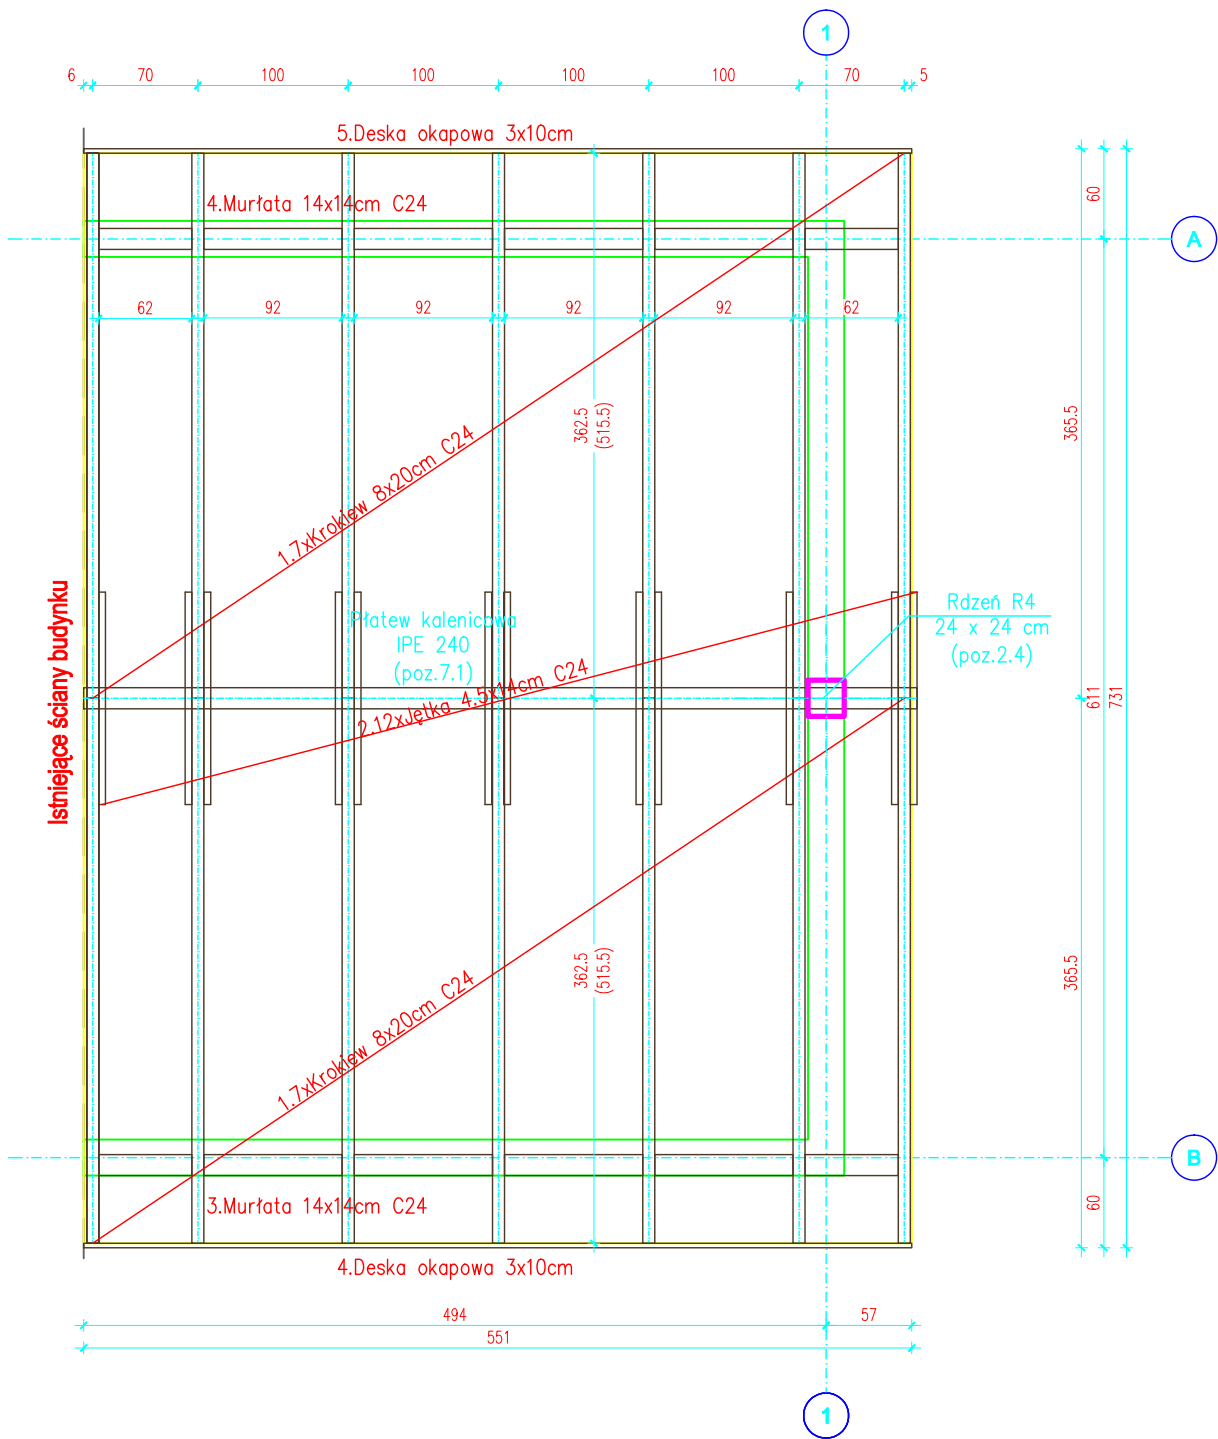 1
6 70 100 100 100 100 70 5
5.Deska okapowa 3x10cm
4.Murłata 14x14cm C24
60
A
62 92 92 92 92 62
362.5
(515.5)
365.5
1.7xKrokiew 8x20cm C24
Istniejące ściany budynku
Płatew kalenicowa
IPE 240
(poz.7.1)
Rdzeń R4
24 x 24 cm
(poz.2.4)
2.12xJętka 4.5x14cm C24
611
731
362.5
(515.5)
365.5
1.7xKrokiew 8x20cm C24
B
3.Murłata 14x14cm C24
60
4.Deska okapowa 3x10cm
494 57
551
1